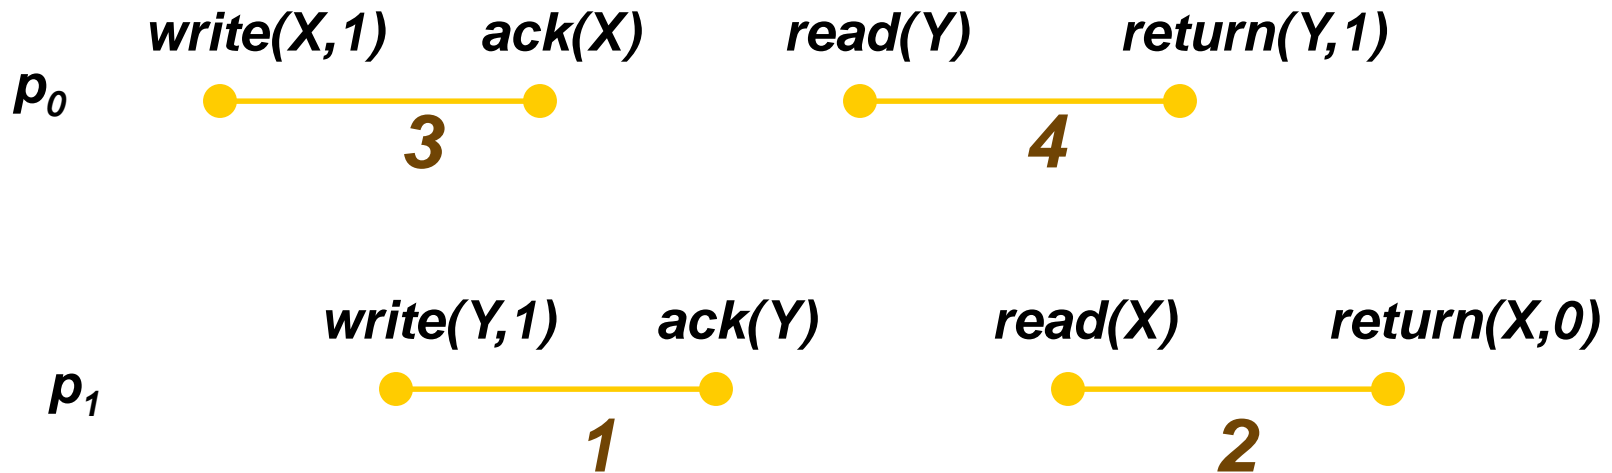 write(X,1) ack(X) read(Y) return(Y,1)
p0
3 4
write(Y,1) ack(Y) read(X) return(X,0)
p1
1 2